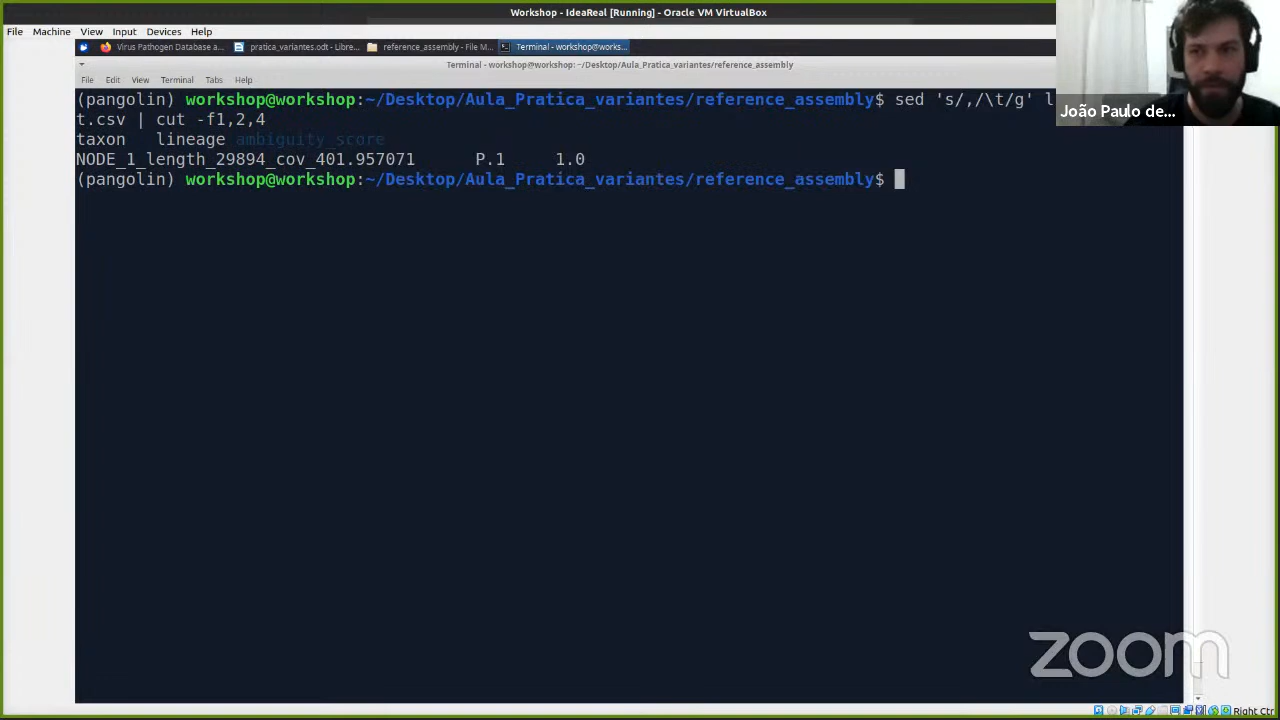 Workshop - IdeaReal [Running] - Oracle VM VirtualBox
File Machine View Input Devices Help
Virus Pathogen Database a... pratica_variantes.odt - Libre... reference_assembly - File M... Terminal - workshop@works...
Terminal - workshop@workshop: ~/Desktop/Aula_Pratica_variantes/reference_assembly
File Edit View Terminal Tabs Help
(pangolin) workshop@workshop:~/Desktop/Aula_Pratica_variantes/reference_assembly$ sed 's/,/\t/g' l
t.csv | cut -f1,2,4
taxon lineage ambiguity_score
NODE_1_length_29894_cov_401.957071 P.1 1.0
(pangolin) workshop@workshop:~/Desktop/Aula_Pratica_variantes/reference_assembly$
João Paulo de...
zoom
Right Ctr